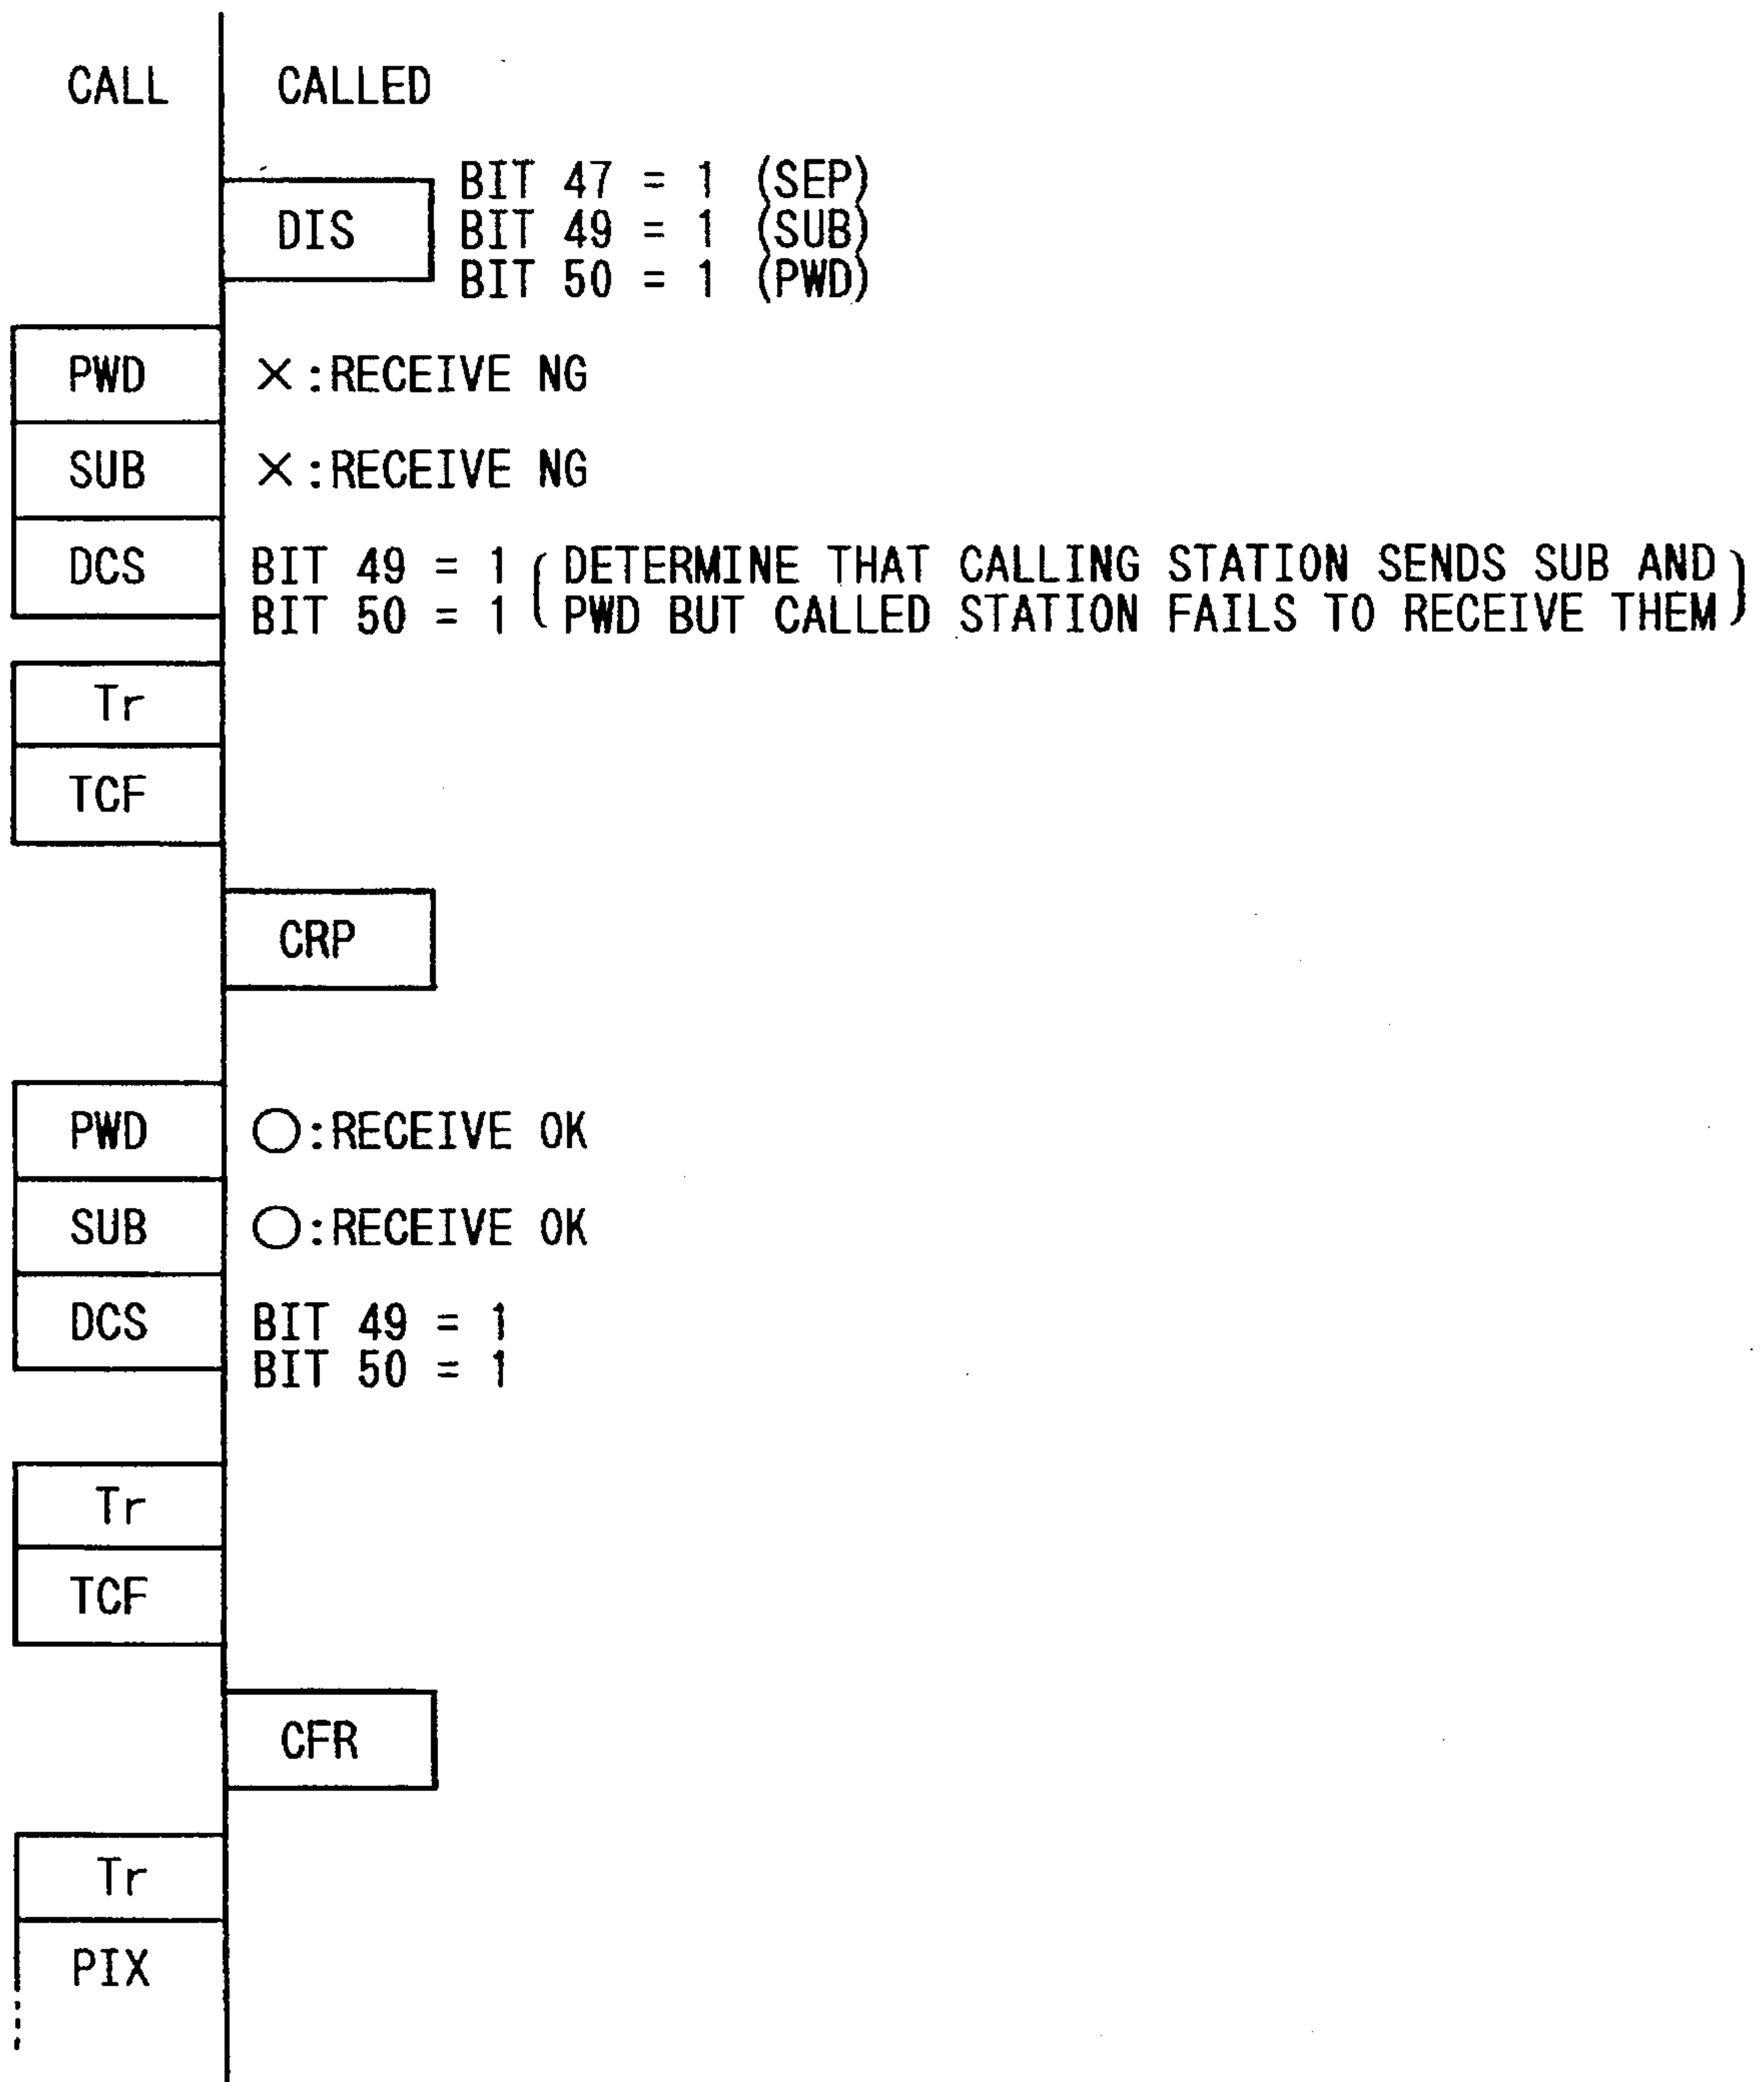 CALL CALLED
BIT 47 = 1 (SEP)
DIS BIT 49 = 1 (SUB)
BIT 50 = 1 (PWD)
PWD ×:RECEIVE NG
SUB ×:RECEIVE NG
DCS BIT 49 = 1 (DETERMINE THAT CALLING STATION SENDS SUB AND
BIT 50 = 1 PWD BUT CALLED STATION FAILS TO RECEIVE THEM)
Tr
TCF
CRP
PWD ○:RECEIVE OK
SUB ○:RECEIVE OK
DCS BIT 49 = 1
BIT 50 = 1
Tr
TCF
CFR
Tr
PIX